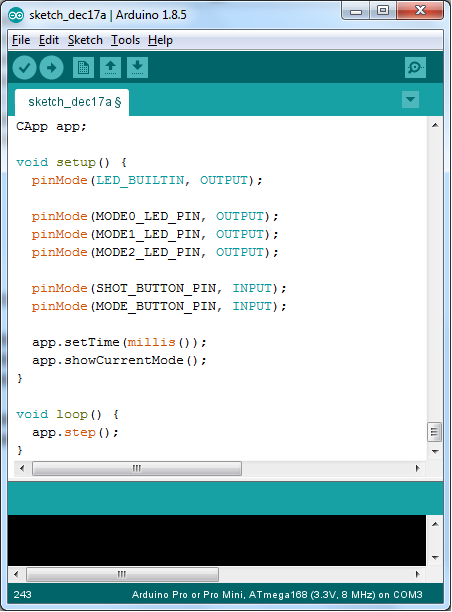 sketch_dec17a | Arduino 1.8.5
File Edit Sketch Tools Help
sketch_dec17a §
CApp app;
void setup() {
pinMode(LED_BUILTIN, OUTPUT);
pinMode(MODE0_LED_PIN, OUTPUT);
pinMode(MODE1_LED_PIN, OUTPUT);
pinMode(MODE2_LED_PIN, OUTPUT);
pinMode(SHOT_BUTTON_PIN, INPUT);
pinMode(MODE_BUTTON_PIN, INPUT);
app.setTime(millis());
app.showCurrentMode();
}
void loop() {
app.step();
}
243 Arduino Pro or Pro Mini, ATmega168 (3.3V, 8 MHz) on COM3